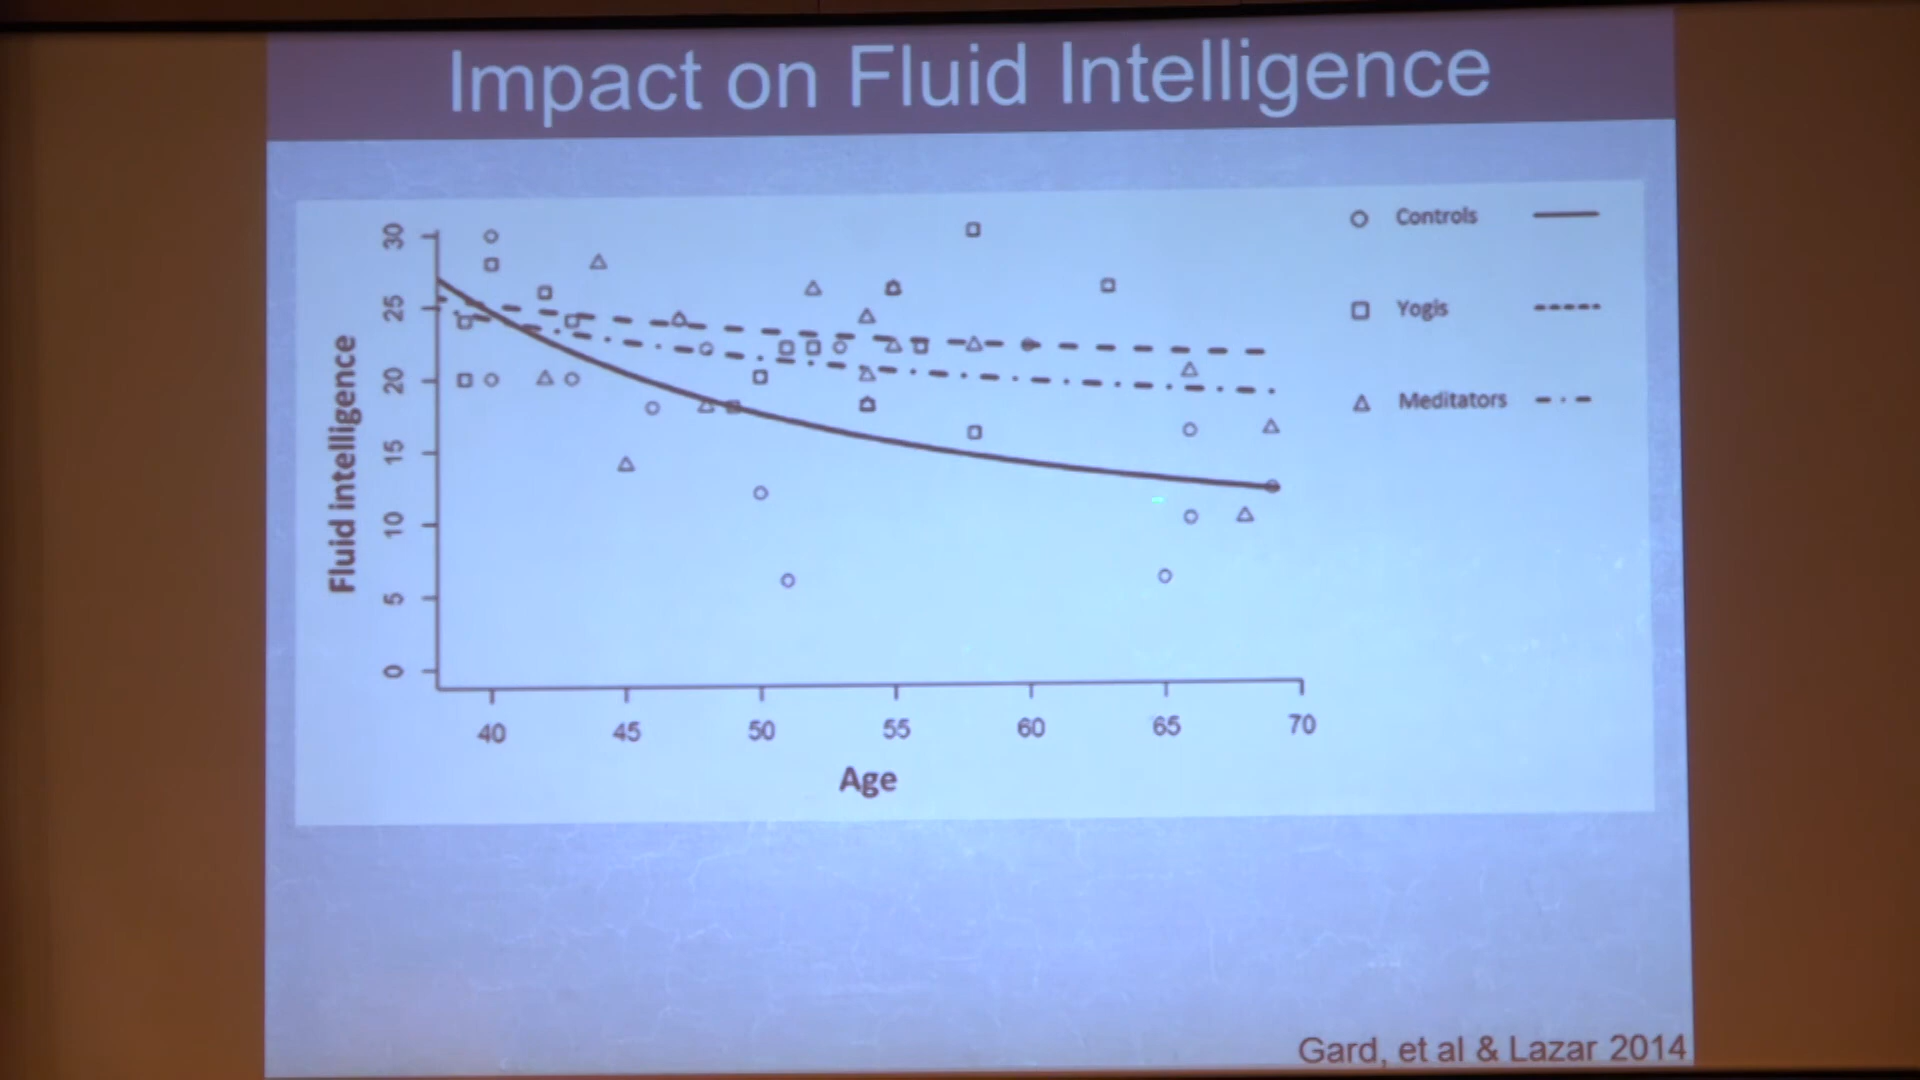 Impact on Fluid Intelligence
Controls
Yogis
Meditators
Fluid intelligence
30
25
20
15
10
5
0
40 45 50 55 60 65 70
Age
Gard, et al & Lazar 2014